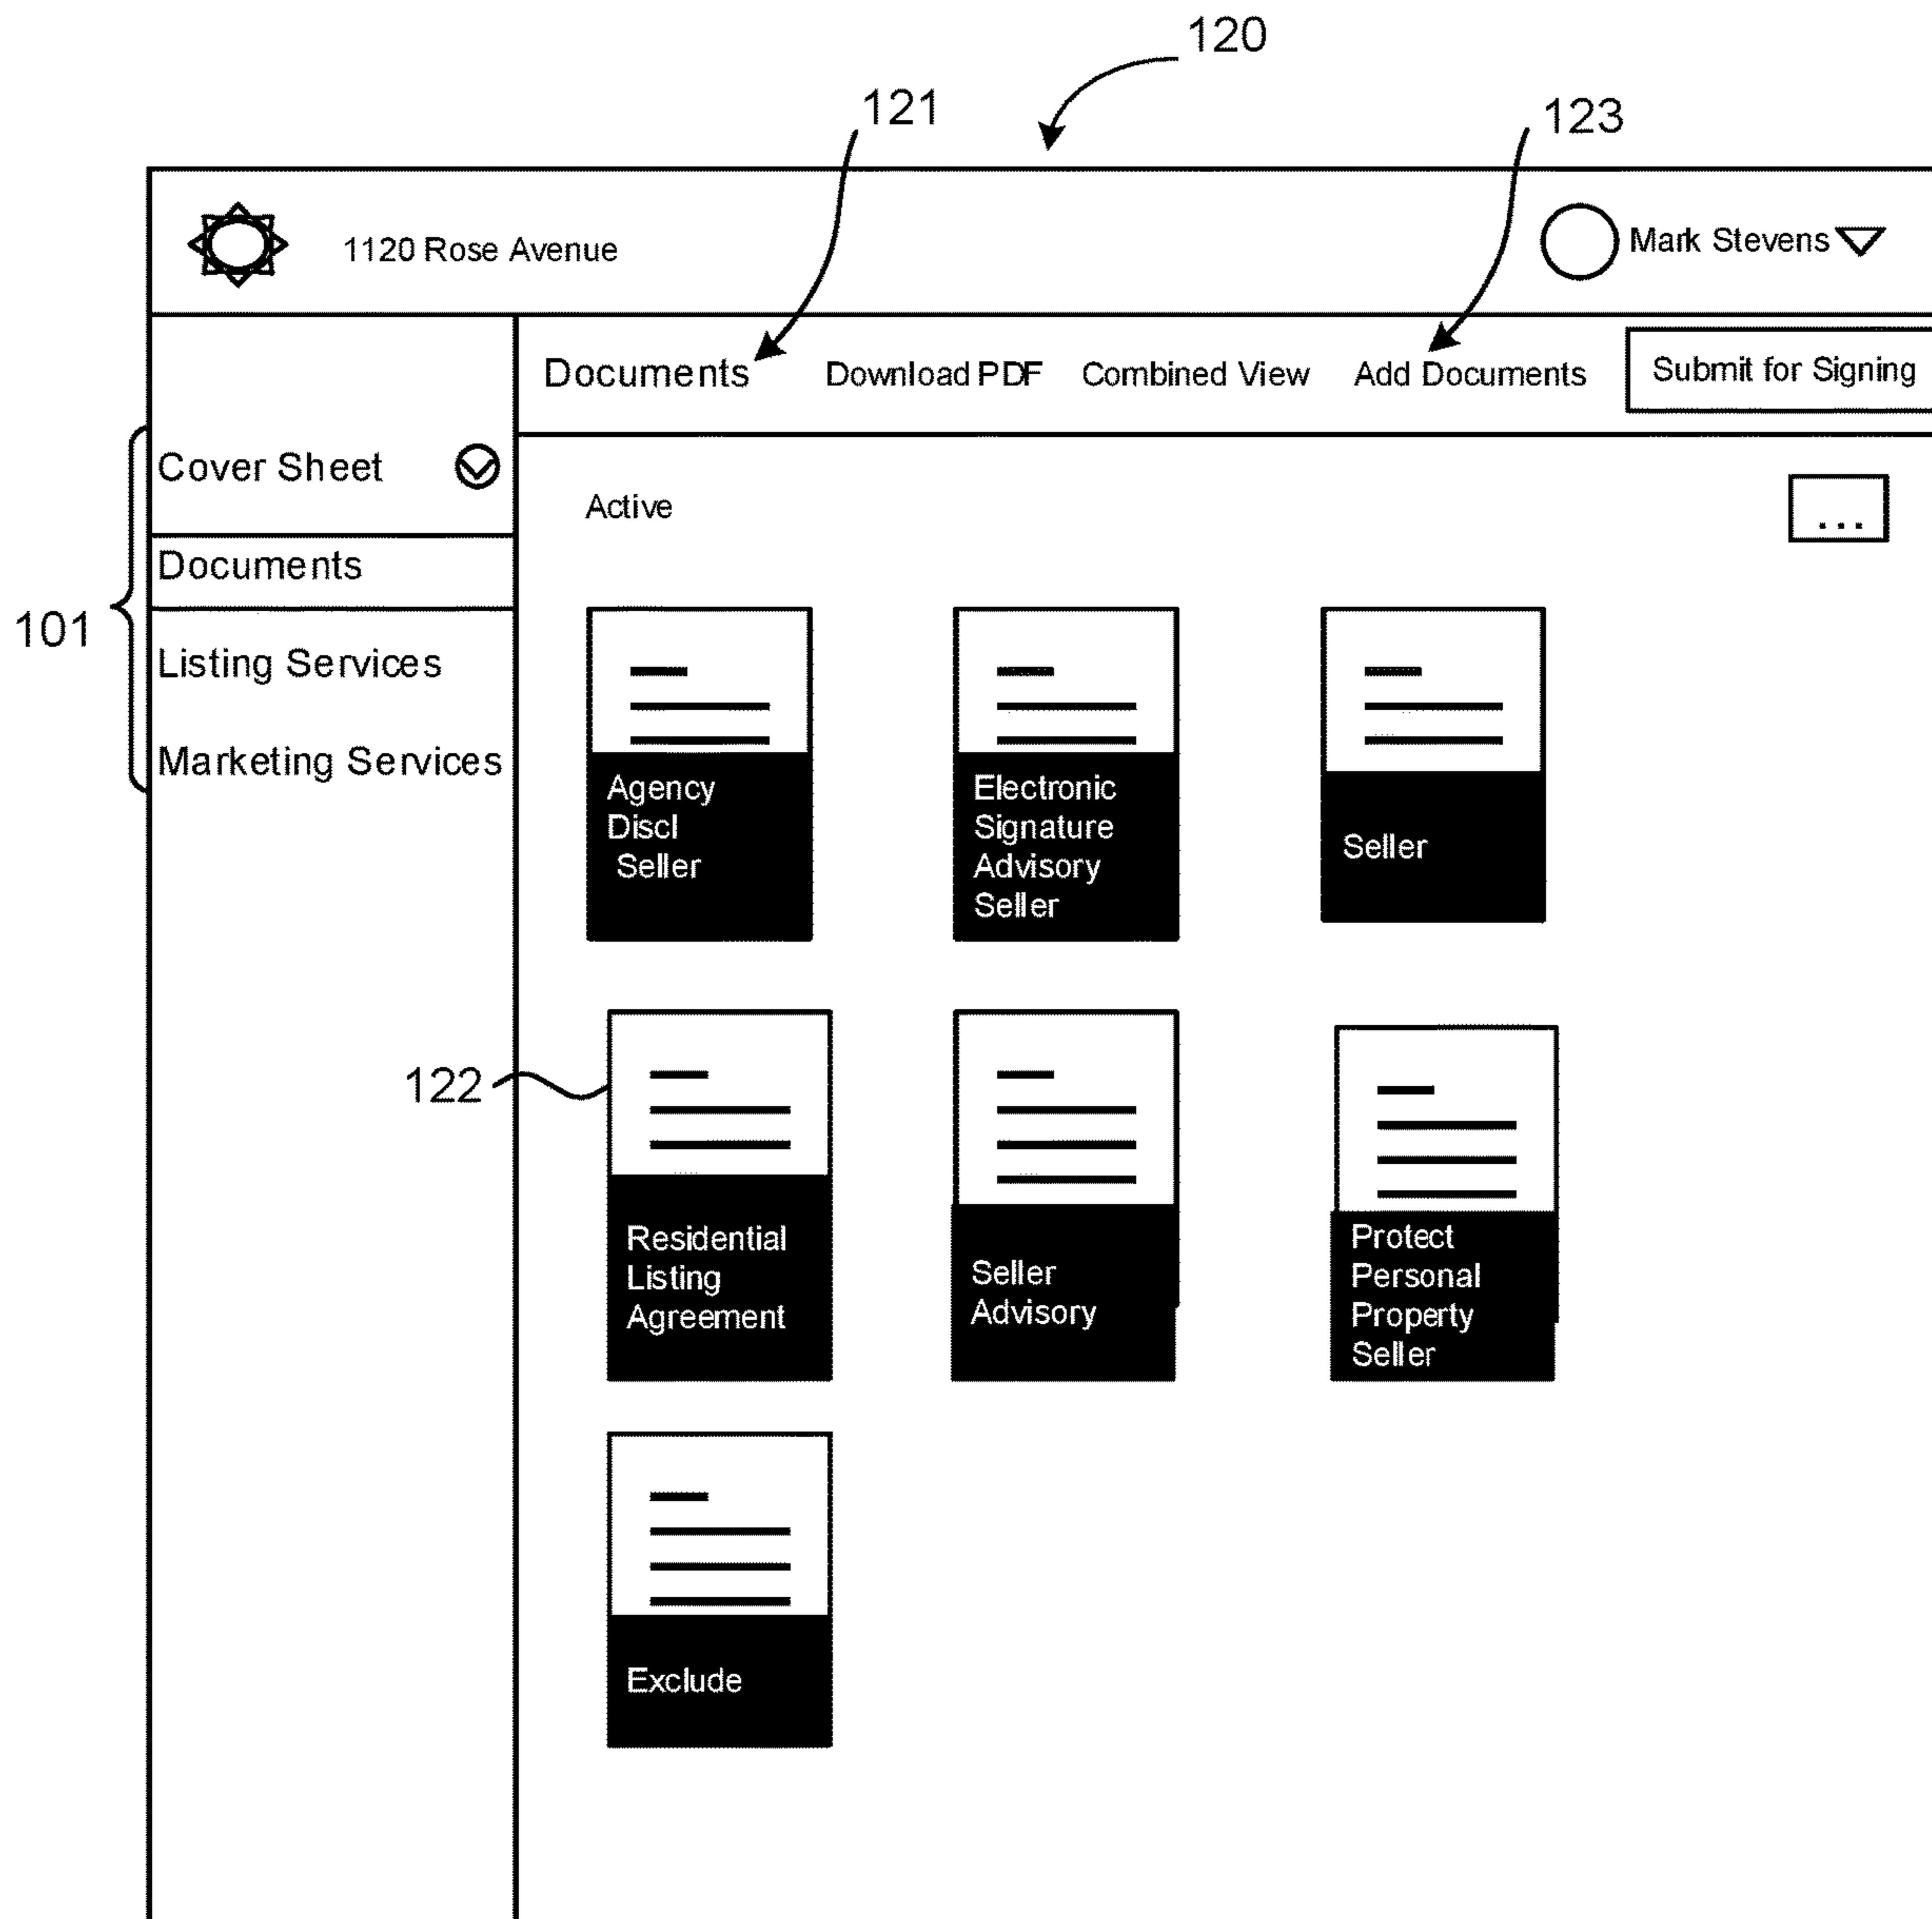 120
121
123
1120 Rose Avenue
Mark Stevens
Documents
Download PDF
Combined View
Add Documents
Submit for Signing
101
Cover Sheet
Documents
Listing Services
Marketing Services
Active
...
Agency
Discl
Seller
Electronic
Signature
Advisory
Seller
Seller
122
Residential
Listing
Agreement
Seller
Advisory
Protect
Personal
Property
Seller
Exclude